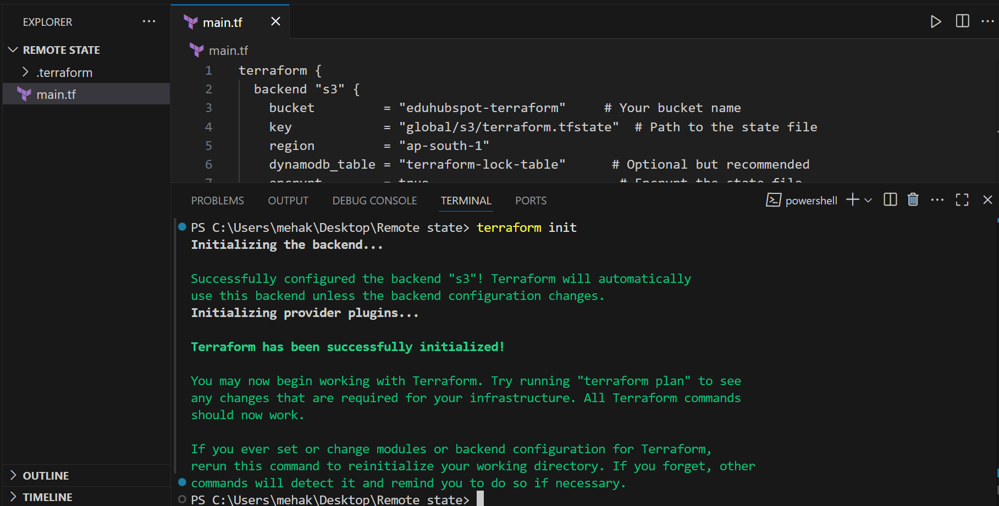 EXPLORER
REMOTE STATE
.terraform
main.tf
OUTLINE
TIMELINE
main.tf
main.tf
1 terraform {
2 backend "s3" {
3 bucket = "eduhubspot-terraform" # Your bucket name
4 key = "global/s3/terraform.tfstate" # Path to the state file
5 region = "ap-south-1"
6 dynamodb_table = "terraform-lock-table" # Optional but recommended
7 encrypt = true # Encrypt the state file
PROBLEMS OUTPUT DEBUG CONSOLE TERMINAL PORTS powershell
PS C:\Users\mehak\Desktop\Remote state> terraform init
Initializing the backend...
Successfully configured the backend "s3"! Terraform will automatically
use this backend unless the backend configuration changes.
Initializing provider plugins...
Terraform has been successfully initialized!
You may now begin working with Terraform. Try running "terraform plan" to see
any changes that are required for your infrastructure. All Terraform commands
should now work.
If you ever set or change modules or backend configuration for Terraform,
rerun this command to reinitialize your working directory. If you forget, other
commands will detect it and remind you to do so if necessary.
PS C:\Users\mehak\Desktop\Remote state>